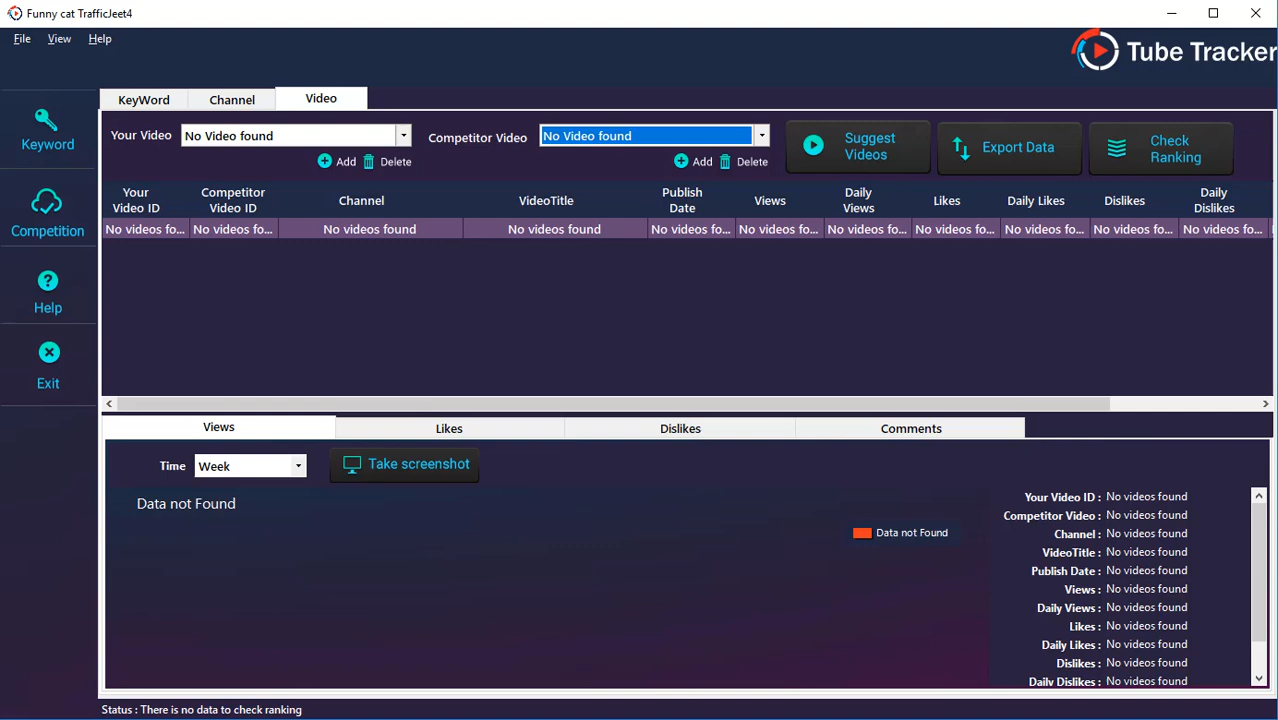 Funny cat TrafficJeet4
File View Help
Tube Tracker
KeyWord Channel Video
Keyword
Competition
Help
Exit
Your Video No Video found
Add Delete
Competitor Video No Video found
Add Delete
Suggest
Videos
Export Data
Check
Ranking
Your
Video ID
Competitor
Video ID
Channel
VideoTitle
Publish
Date
Views
Daily
Views
Likes
Daily Likes
Dislikes
Daily
Dislikes
No videos fo... No videos fo... No videos found No videos found No videos fo... No videos fo... No videos fo... No videos fo... No videos fo... No videos fo... No videos fo...
Views Likes Dislikes Comments
Time Week Take screenshot
Data not Found
Data not Found
Your Video ID : No videos found
Competitor Video : No videos found
Channel : No videos found
VideoTitle : No videos found
Publish Date : No videos found
Views : No videos found
Daily Views : No videos found
Likes : No videos found
Daily Likes : No videos found
Dislikes : No videos found
Daily Dislikes : No videos found
Status : There is no data to check ranking